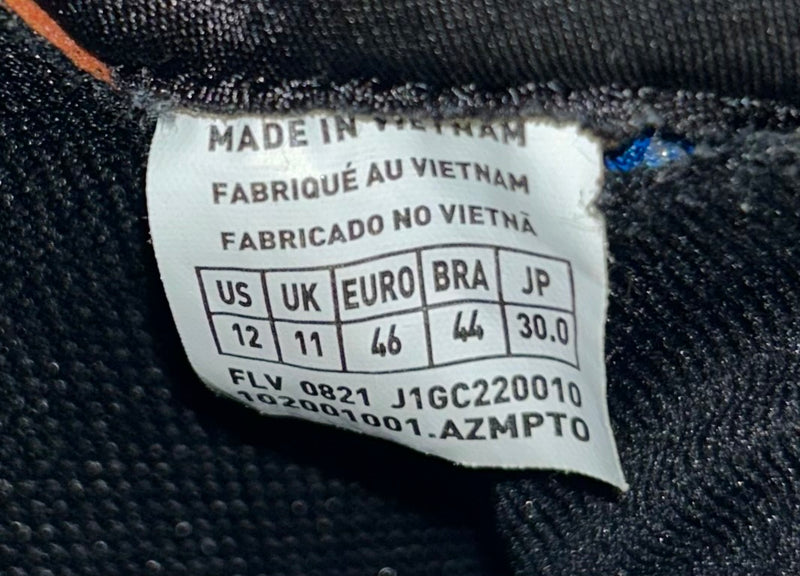 MADE IN VIETNAM
FABRIQUÉ AU VIETNAM
FABRICADO NO VIETNÃ
US UK EURO BRA JP
12 11 46 44 30.0
FLV 0821 J1GC220010
102001001.AZMPTO